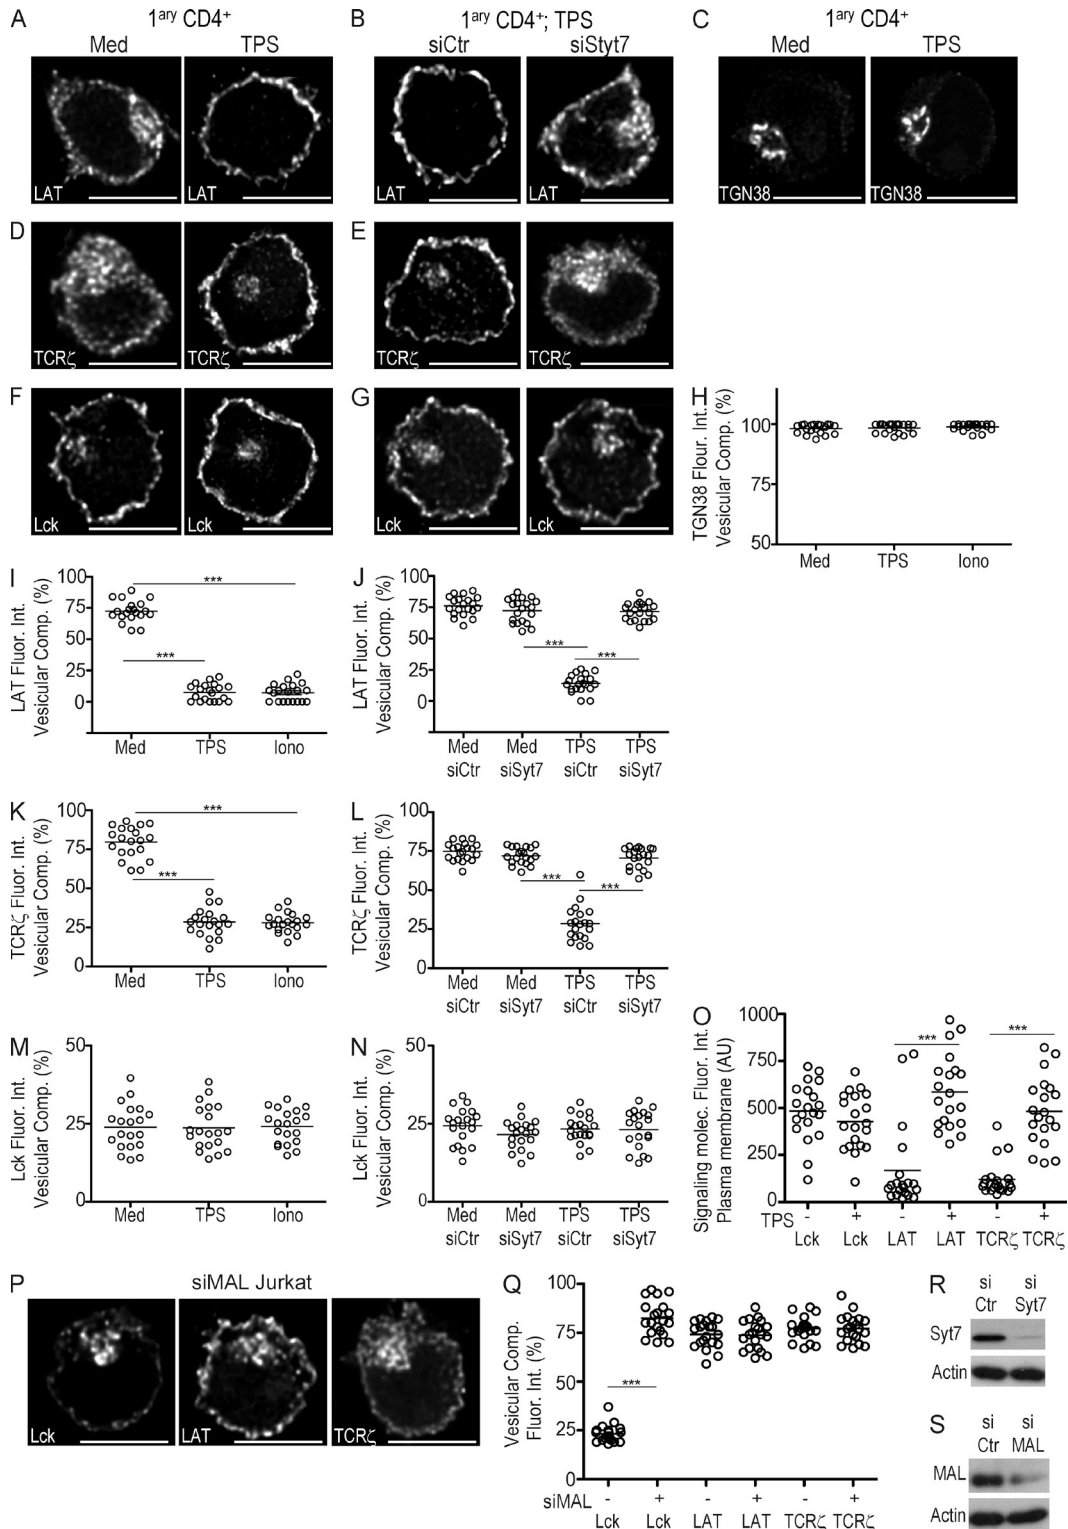 A 1ary CD4+
Med TPS
LAT LAT
B 1ary CD4+; TPS
siCtr siStyt7
LAT LAT
C 1ary CD4+
Med TPS
TGN38 TGN38
D
TCRζ TCRζ
E
TCRζ TCRζ
F
Lck Lck
G
Lck Lck
H
TGN38 Flour. Int.
Vesicular Comp. (%)
100
75
50
Med TPS Iono
I
LAT Fluor. Int.
Vesicular Comp. (%)
100
75
50
25
0
***
***
Med TPS Iono
J
LAT Fluor. Int.
Vesicular Comp. (%)
100
75
50
25
0
***
***
Med Med TPS TPS
siCtr siSyt7 siCtr siSyt7
K
TCRζ Fluor. Int.
Vesicular Comp. (%)
100
75
50
25
0
***
***
Med TPS Iono
L
TCRζ Fluor. Int.
Vesicular Comp. (%)
100
75
50
25
0
***
***
Med Med TPS TPS
siCtr siSyt7 siCtr siSyt7
M
Lck Fluor. Int.
Vesicular Comp. (%)
50
25
0
Med TPS Iono
N
Lck Fluor. Int.
Vesicular Comp. (%)
50
25
0
Med Med TPS TPS
siCtr siSyt7 siCtr siSyt7
O
Signaling molec. Fluor. Int.
Plasma membrane (AU)
1000
750
500
250
0
***
***
TPS - + - + - +
Lck Lck LAT LAT TCRζ TCRζ
P siMAL Jurkat
Lck LAT TCRζ
Q
Vesicular Comp.
Fluor. Int. (%)
100
75
50
25
0
***
siMAL - + - + - +
Lck Lck LAT LAT TCRζ TCRζ
R si si
Ctr Syt7
Syt7
Actin
S si si
Ctr MAL
MAL
Actin